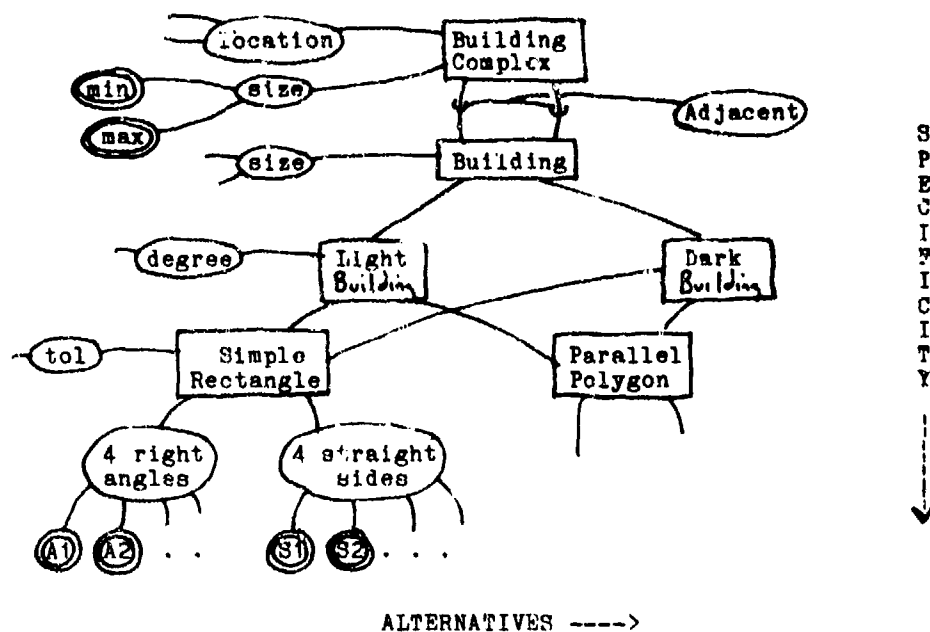 location
Building
Complex
min
size
max
Adjacent
size
Building
degree
Light
Building
Dark
Building
tol
Simple
Rectangle
Parallel
Polygon
4 right
angles
4 straight
sides
A1
A2
. .
S1
S2
. . .
SPECIFICITY ---->
ALTERNATIVES ---->